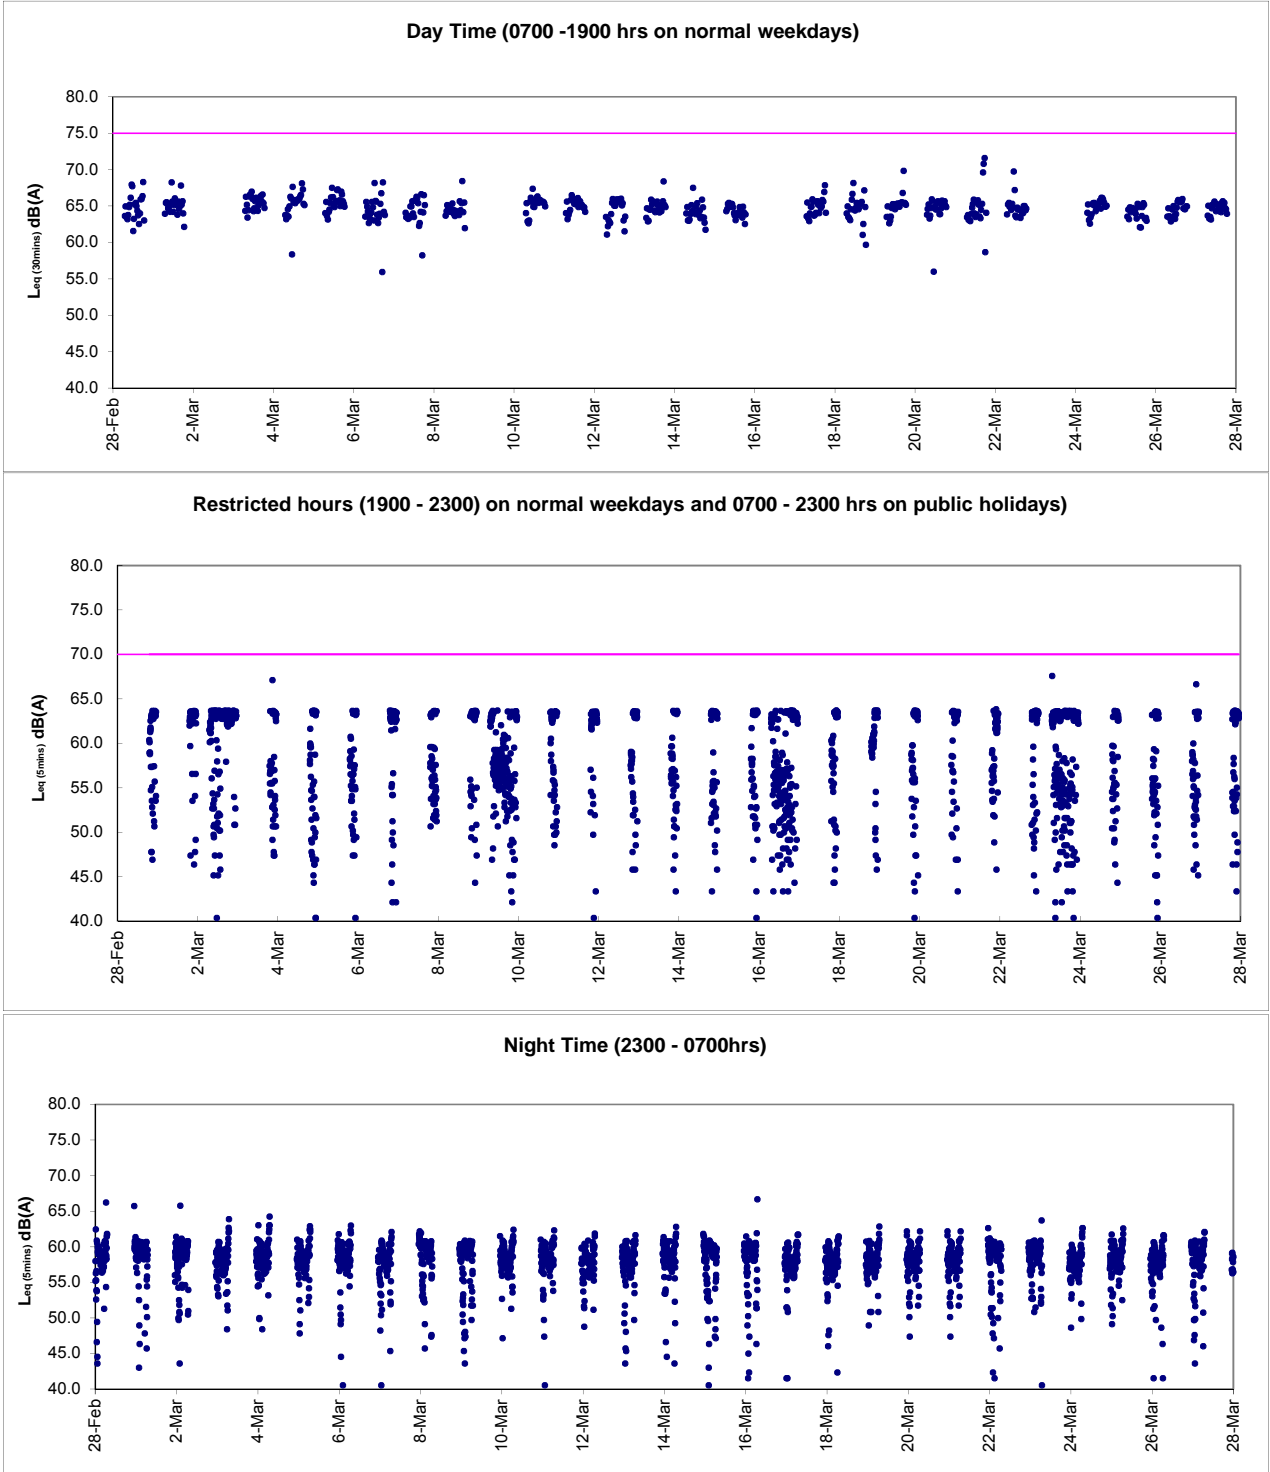 Day Time (0700 -1900 hrs on normal weekdays)
Leq (30mins) dB(A)
80.0
75.0
70.0
65.0
60.0
55.0
50.0
45.0
40.0
28-Feb
2-Mar
4-Mar
6-Mar
8-Mar
10-Mar
12-Mar
14-Mar
16-Mar
18-Mar
20-Mar
22-Mar
24-Mar
26-Mar
28-Mar
Restricted hours (1900 - 2300) on normal weekdays and 0700 - 2300 hrs on public holidays)
Leq (5mins) dB(A)
80.0
75.0
70.0
65.0
60.0
55.0
50.0
45.0
40.0
28-Feb
2-Mar
4-Mar
6-Mar
8-Mar
10-Mar
12-Mar
14-Mar
16-Mar
18-Mar
20-Mar
22-Mar
24-Mar
26-Mar
28-Mar
Night Time (2300 - 0700hrs)
Leq (5mins) dB(A)
80.0
75.0
70.0
65.0
60.0
55.0
50.0
45.0
40.0
28-Feb
2-Mar
4-Mar
6-Mar
8-Mar
10-Mar
12-Mar
14-Mar
16-Mar
18-Mar
20-Mar
22-Mar
24-Mar
26-Mar
28-Mar